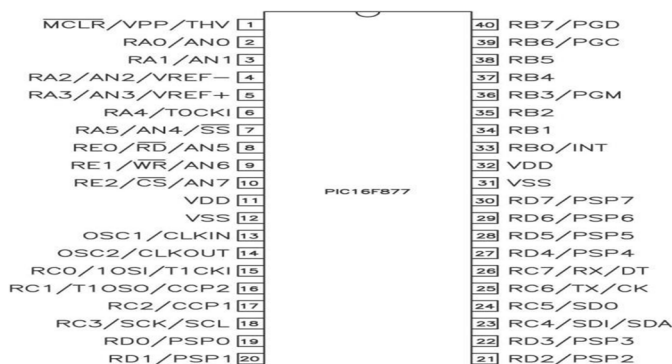 MCLR/VPP/THV 1
RA0/AN0 2
RA1/AN1 3
RA2/AN2/VREF- 4
RA3/AN3/VREF+ 5
RA4/T0CKI 6
RA5/AN4/SS 7
RE0/RD/AN5 8
RE1/WR/AN6 9
RE2/CS/AN7 10
VDD 11
VSS 12
OSC1/CLKIN 13
OSC2/CLKOUT 14
RC0/1OSI/T1CKI 15
RC1/T1OSO/CCP2 16
RC2/CCP1 17
RC3/SCK/SCL 18
RD0/PSP0 19
RD1/PSP1 20
PIC16F877
40 RB7/PGD
39 RB6/PGC
38 RB5
37 RB4
36 RB3/PGM
35 RB2
34 RB1
33 RB0/INT
32 VDD
31 VSS
30 RD7/PSP7
29 RD6/PSP6
28 RD5/PSP5
27 RD4/PSP4
26 RC7/RX/DT
25 RC6/TX/CK
24 RC5/SD0
23 RC4/SDI/SDA
22 RD3/PSP3
21 RD2/PSP2